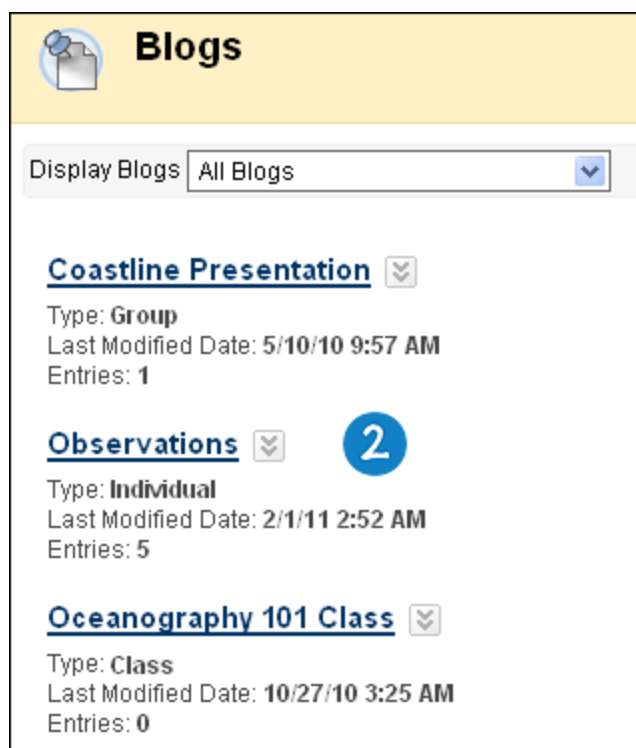 Blogs
Display Blogs All Blogs
Coastline Presentation
Type: Group
Last Modified Date: 5/10/10 9:57 AM
Entries: 1
Observations 2
Type: Individual
Last Modified Date: 2/1/11 2:52 AM
Entries: 5
Oceanography 101 Class
Type: Class
Last Modified Date: 10/27/10 3:25 AM
Entries: 0